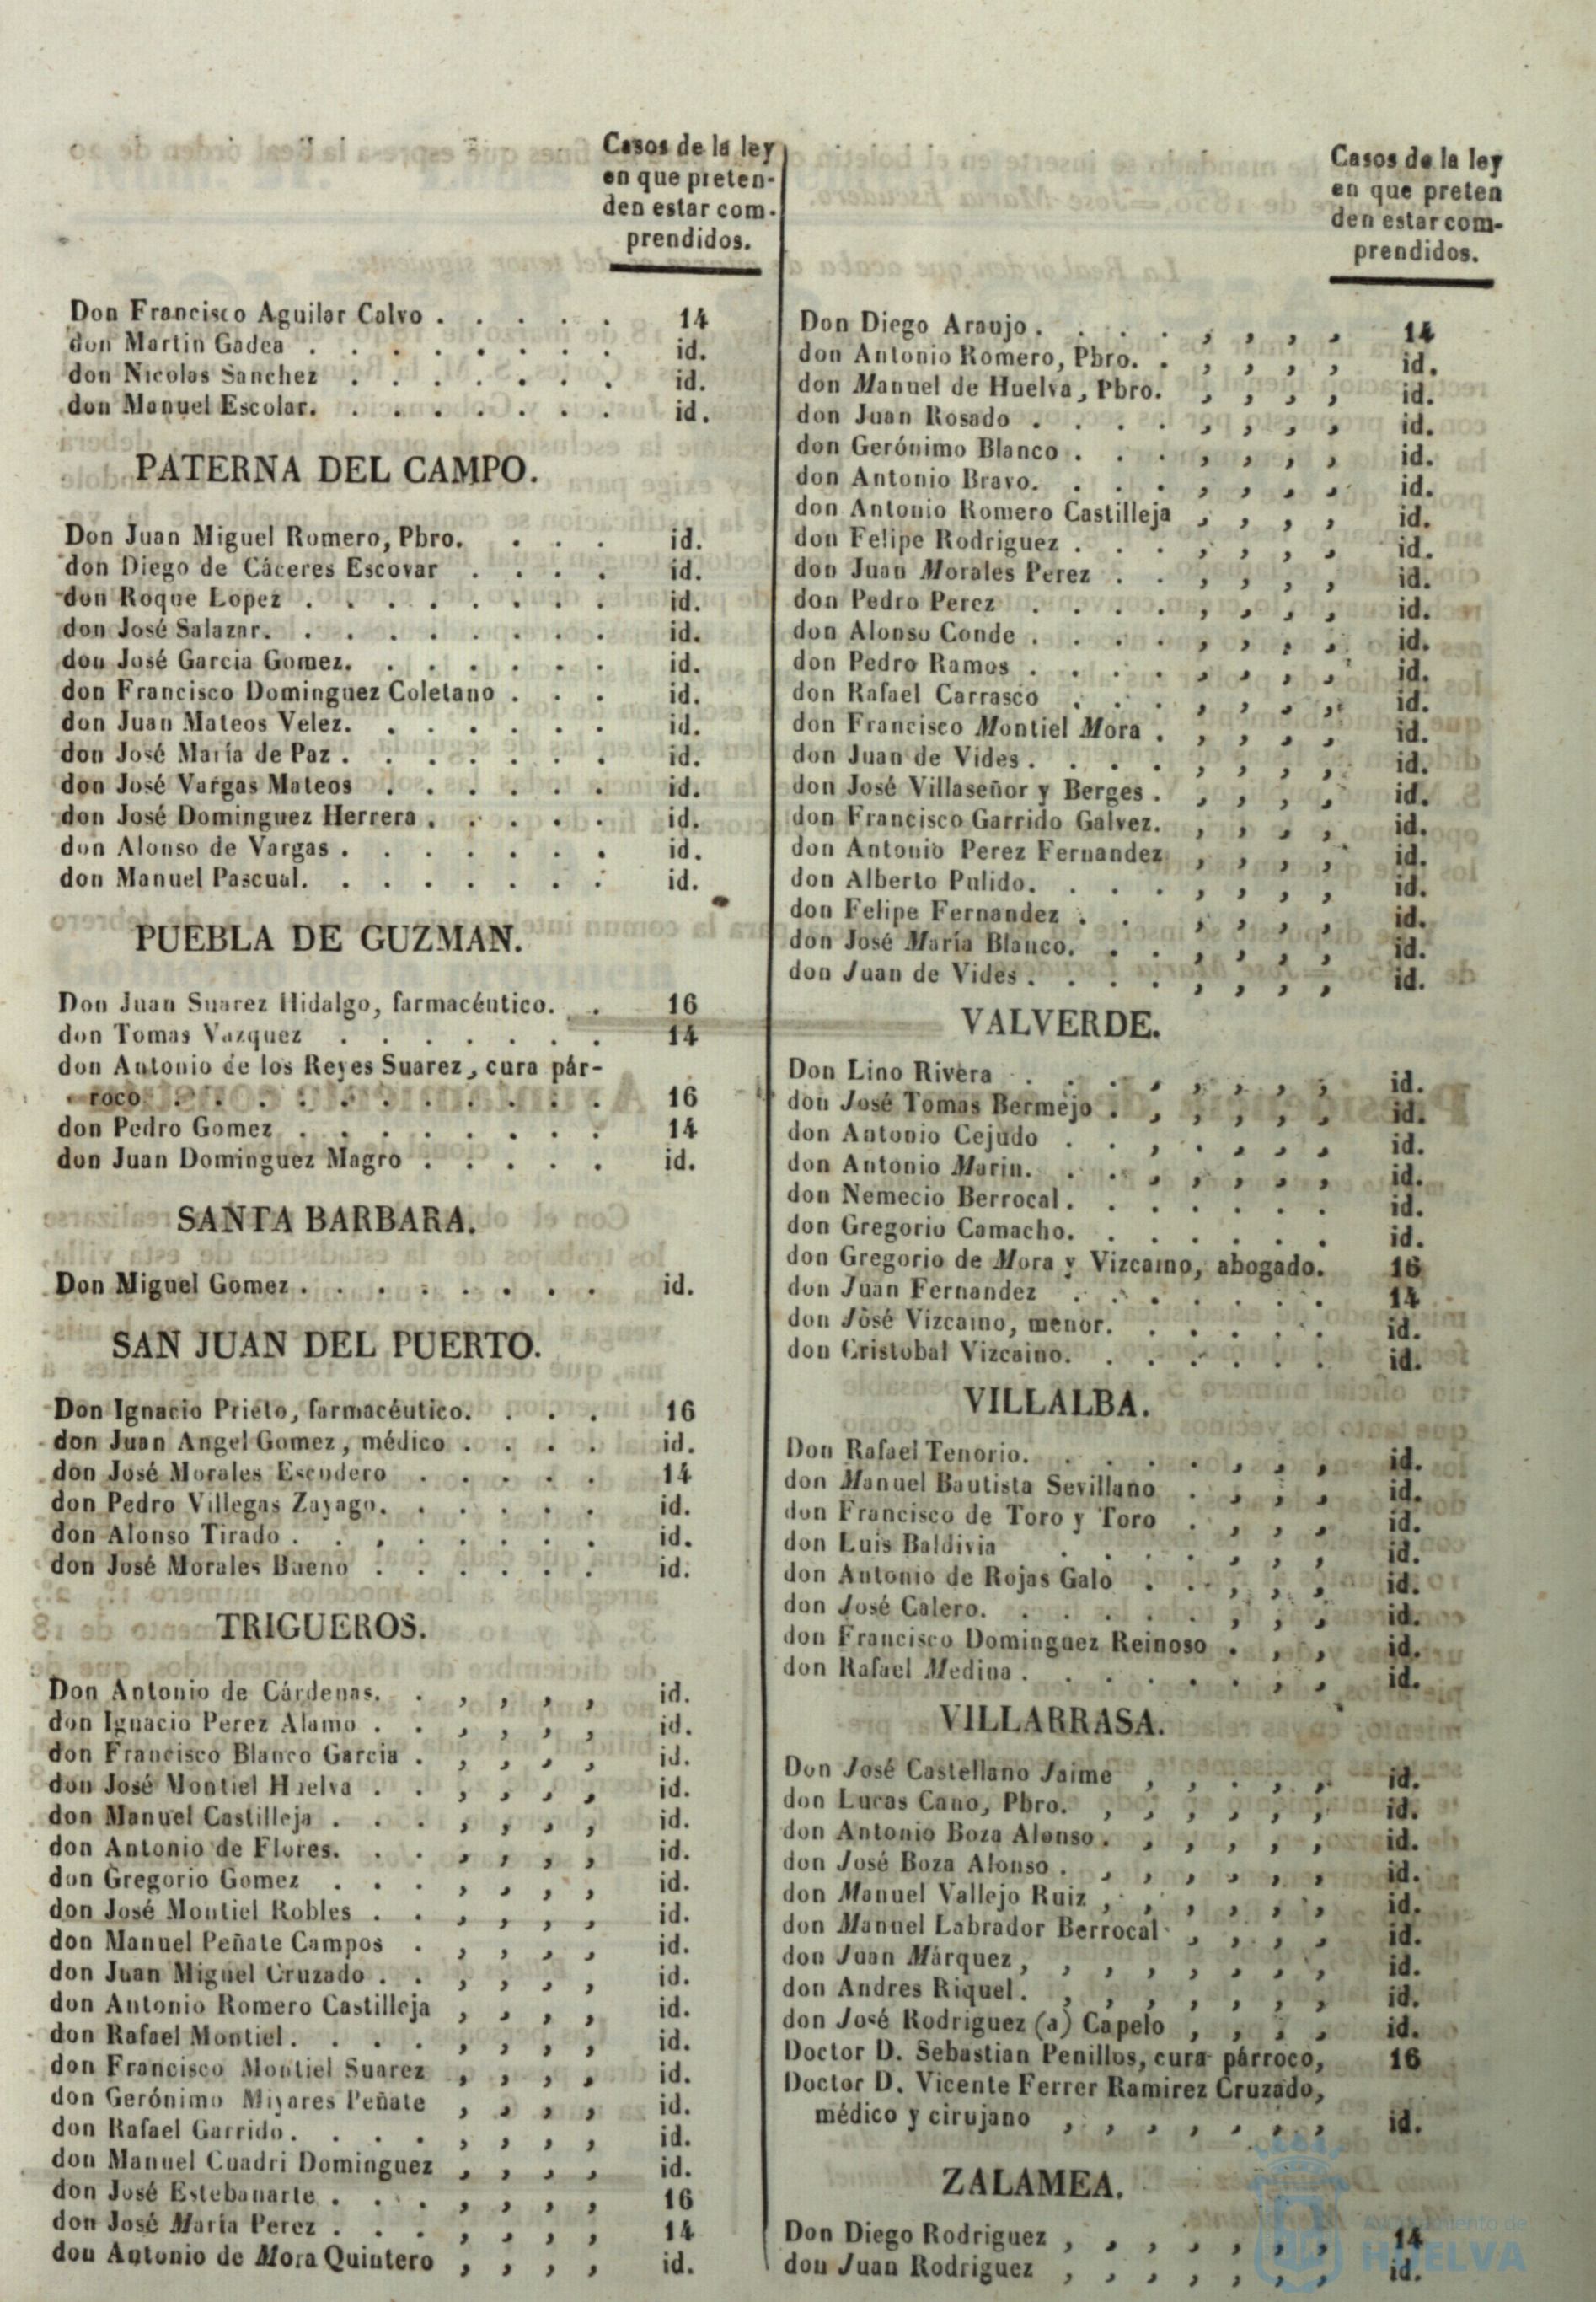 Casos de la ley
en que preten-
den estar com-
prendidos.
Don Francisco Aguilar Calvo . . . . . 14
don Martin Gadea . . . . . . . . id.
don Nicolas Sanchez . . . . . . . id.
don Manuel Escolar. . . . . . . . id.
PATERNA DEL CAMPO.
Don Juan Miguel Romero, Pbro. . . . id.
don Diego de Cáceres Escovar . . . . id.
don Roque Lopez . . . . . . . . id.
don José Salazar. . . . . . . . . id.
don José Garcia Gomez. . . . . . . id.
don Francisco Dominguez Coletano . . . id.
don Juan Mateos Velez. . . . . . . id.
don José María de Paz . . . . . . . id.
don José Vargas Mateos . . . . . . id.
don José Dominguez Herrera . . . . . id.
don Alonso de Vargas . . . . . . . id.
don Manuel Pascual. . . . . . . . id.
PUEBLA DE GUZMAN.
Don Juan Suarez Hidalgo, farmacéutico. . 16
don Tomas Vazquez . . . . . . . 14
don Antonio de los Reyes Suarez, cura pár-
roco . . . . . . . . . . . 16
don Pedro Gomez . . . . . . . . 14
don Juan Dominguez Magro . . . . . id.
SANTA BARBARA.
Don Miguel Gomez . . . . . . . . id.
SAN JUAN DEL PUERTO.
Don Ignacio Prieto, farmacéutico. . . . 16
don Juan Angel Gomez, médico . . . . id.
don José Morales Escudero . . . . . 14
don Pedro Villegas Zayago. . . . . . id.
don Alonso Tirado . . . . . . . . id.
don José Morales Bueno . . . . . . id.
TRIGUEROS.
Don Antonio de Cárdenas. . , , , , id.
don Ignacio Perez Alamo . . , , , , id.
don Francisco Blanco Garcia . , , , , id.
don José Montiel Huelva . . , , , , id.
don Manuel Castilleja . . . , , , , id.
don Antonio de Flores. . . , , , , id.
don Gregorio Gomez . . . , , , , id.
don José Montiel Robles . . , , , , id.
don Manuel Peñate Campos . , , , , id.
don Juan Miguel Cruzado . . , , , , id.
don Antonio Romero Castilleja , , , , id.
don Rafael Montiel. . . . , , , , id.
don Francisco Montiel Suarez , , , , id.
don Gerónimo Miyares Peñate , , , , id.
don Rafael Garrido. . . . , , , , id.
don Manuel Cuadri Dominguez , , , , id.
don José Estebanarte . . . , , , , 16
don José María Perez . . . , , , , 14
don Antonio de Mora Quintero , , , , id.
Casos de la ley
en que preten
den estar com-
prendidos.
Don Diego Araujo . . . . , , , , 14
don Antonio Romero, Pbro. . , , , , id.
don Manuel de Huelva, Pbro. , , , , id.
don Juan Rosado . . . . , , , , id.
don Gerónimo Blanco . . . , , , , id.
don Antonio Bravo. . . . , , , , id.
don Antonio Romero Castilleja , , , , id.
don Felipe Rodriguez . . . , , , , id.
don Juan Morales Perez . . , , , , id.
don Pedro Perez . . . . , , , , id.
don Alonso Conde . . . . , , , , id.
don Pedro Ramos . . . . , , , , id.
don Rafael Carrasco . . . , , , , id.
don Francisco Montiel Mora . , , , , id.
don Juan de Vides . . . . , , , , id.
don José Villaseñor y Berges . , , , , id.
don Francisco Garrido Galvez. , , , , id.
don Antonio Perez Fernandez , , , , id.
don Alberto Pulido. . . . , , , , id.
don Felipe Fernandez . . , , , , id.
don José María Blanco. . . , , , , id.
don Juan de Vides . . . . , , , , id.
VALVERDE.
Don Lino Rivera . . . , , , , , id.
don José Tomas Bermejo . , , , , , id.
don Antonio Cejudo . . , . , , , id.
don Antonio Marin. . . , , , , , id.
don Nemecio Berrocal . . . . . . . id.
don Gregorio Camacho. . . . . . . id.
don Gregorio de Mora y Vizcaino, abogado. 16
don Juan Fernandez . . . . . . . 14
don José Vizcaino, menor. . . . . . id.
don Cristobal Vizcaino. . . . . . . id.
VILLALBA.
Don Rafael Tenorio. . . . . , , , id.
don Manuel Bautista Sevillano . , , , id.
don Francisco de Toro y Toro . , , , id.
don Luis Baldivia . . . . , , , id.
don Antonio de Rojas Galo . . , , , id.
don José Calero. . . . . . , , , id.
don Francisco Dominguez Reinoso . , , id.
don Rafael Medina . . . . . . , , id.
VILLARRASA.
Don José Castellano Jaime , , . , , id.
don Lucas Cano, Pbro. , , , , , , id.
don Antonio Boza Alonso . , , , , , id.
don José Boza Alonso . , , , , , , id.
don Manuel Vallejo Ruiz , , , , , , id.
don Manuel Labrador Berrocal , , , , id.
don Juan Márquez , , , , , , , , id.
don Andres Riquel. , , , , , , , id.
don José Rodriguez (a) Capelo , , , , id.
Doctor D. Sebastian Penillos, cura párroco, 16
Doctor D. Vicente Ferrer Ramirez Cruzado,
médico y cirujano , , , , , , , id.
ZALAMEA.
Don Diego Rodriguez , , , , , , , 14
don Juan Rodriguez , , , , , , , id.
Ayuntamiento de
HUELVA